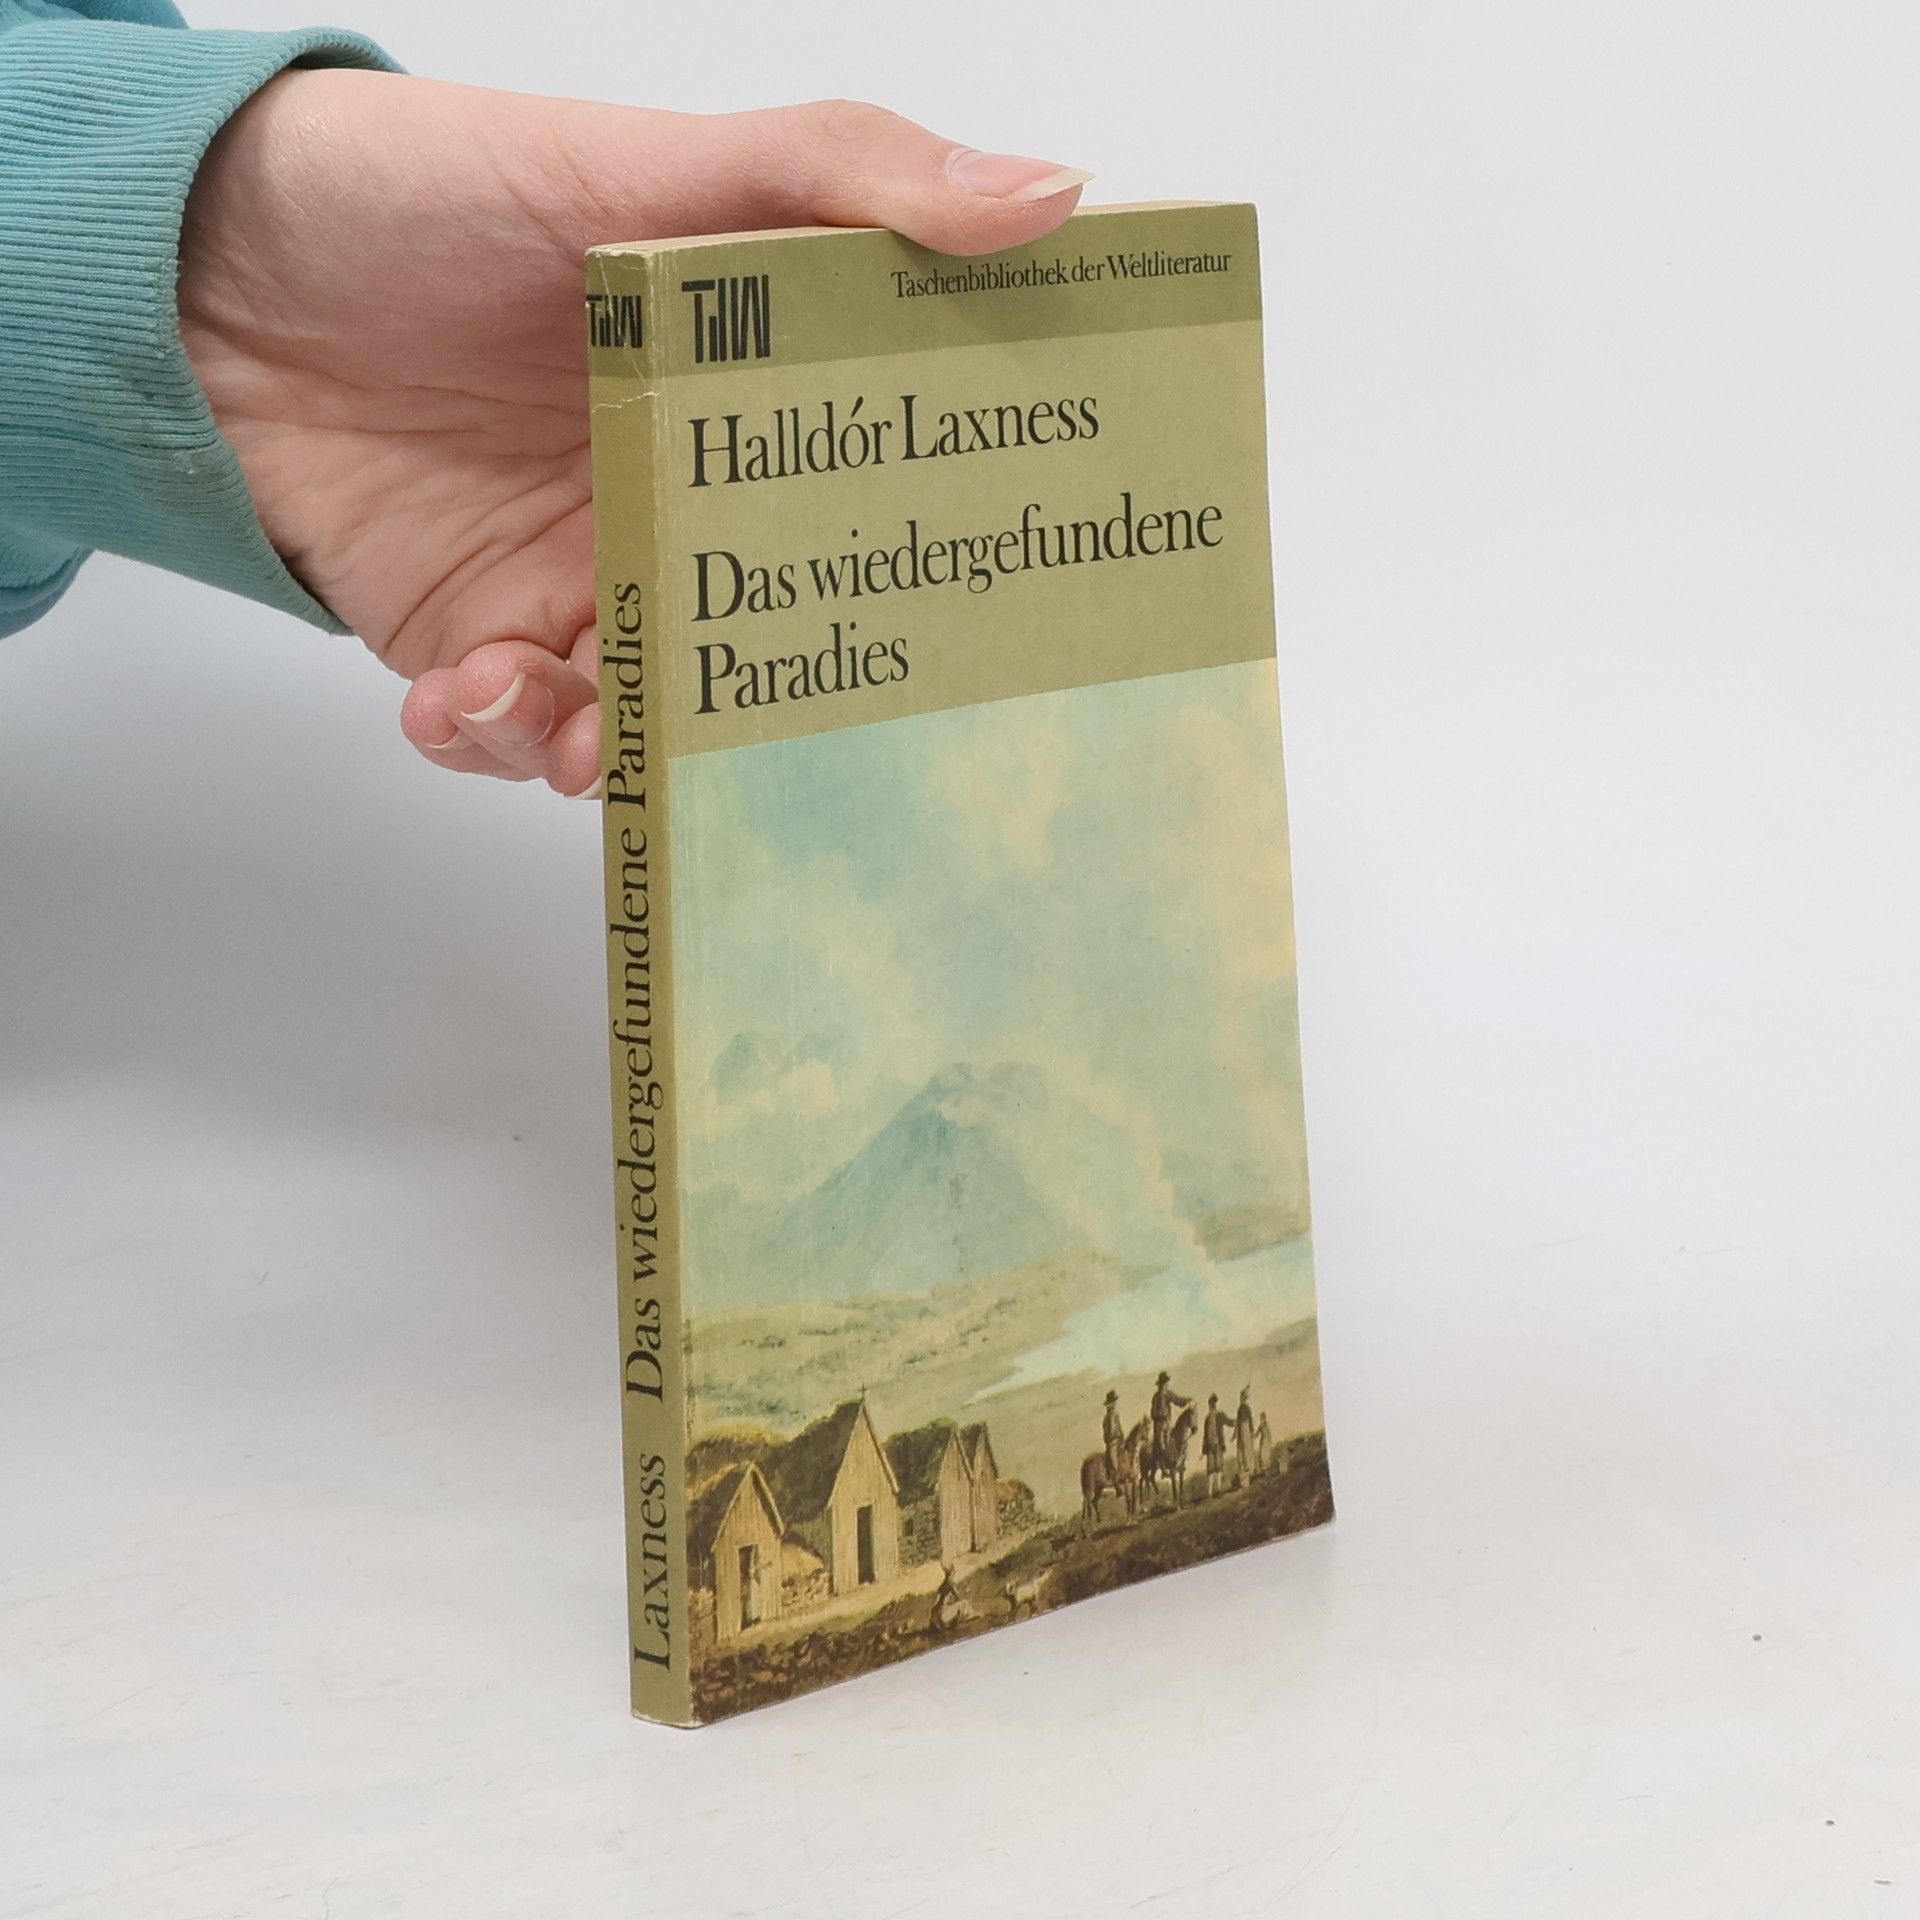 TdW
Taschenbibliothek der Weltliteratur
Halldór Laxness
Das wiedergefundene
Paradies
TdW
Laxness Das wiedergefundene Paradies